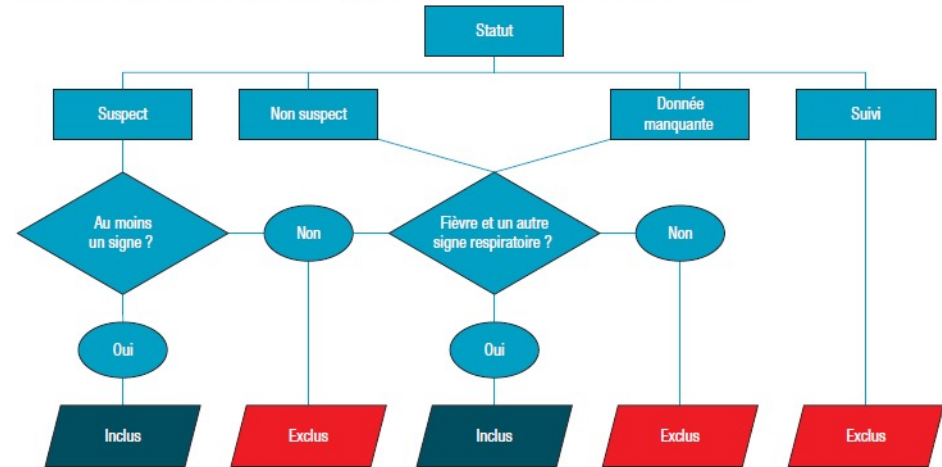 Statut
Suspect
Non suspect
Donnée
manquante
Suivi
Au moins
un signe ?
Non
Fièvre et un autre
signe respiratoire ?
Non
Oui
Oui
Inclus
Exclus
Inclus
Exclus
Exclus